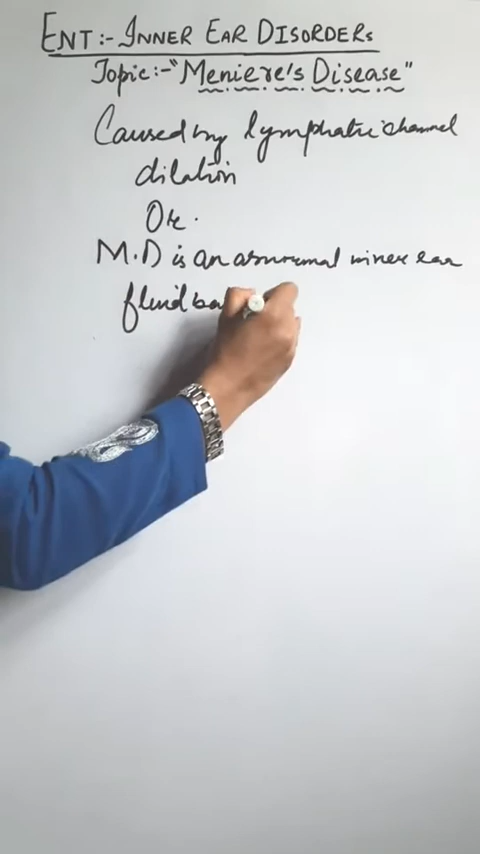 ENT:- INNER EAR DISORDERS
Topic:- "Meniere's Disease"
Caused by lymphatic channel
dilation
Or.
M.D is an abnormal inner ear
fluid ba